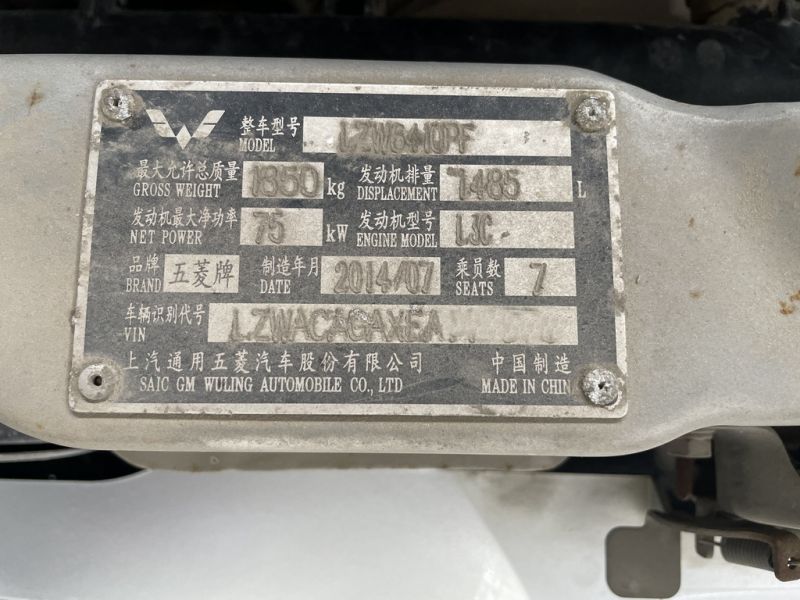 整车型号
MODEL LZW6410PF
最大允许总质量 发动机排量
GROSS WEIGHT 1850 kg DISPLACEMENT 1485 L
发动机最大净功率 发动机型号
NET POWER 75 kW ENGINE MODEL LJC
品牌 五菱牌 制造年月 乘员数
BRAND DATE 2014/07 SEATS 7
车辆识别代号
VIN
上汽通用五菱汽车股份有限公司 中国制造
SAIC GM WULING AUTOMOBILE CO., LTD MADE IN CHIN